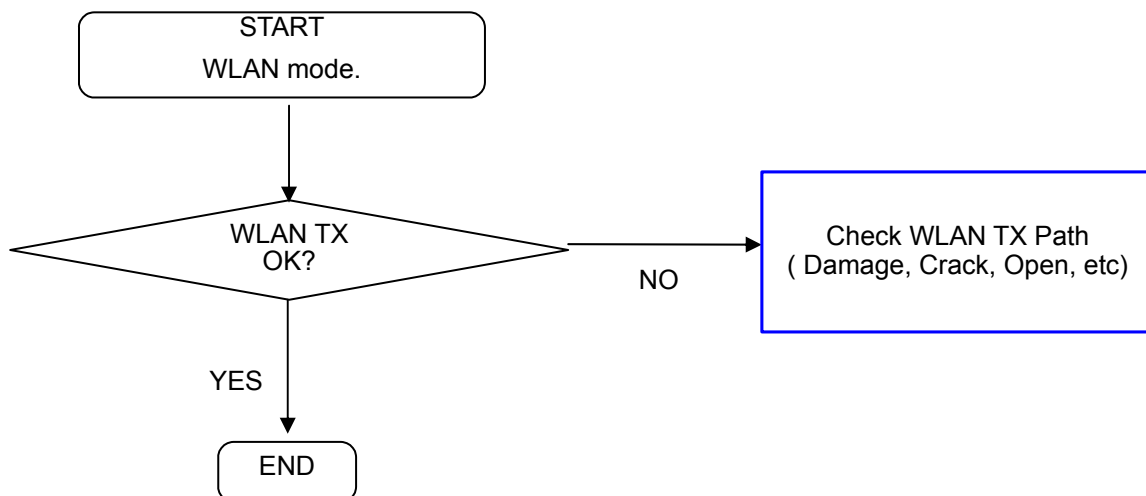 START
WLAN mode.
WLAN TX
OK?
NO
Check WLAN TX Path
( Damage, Crack, Open, etc)
YES
END